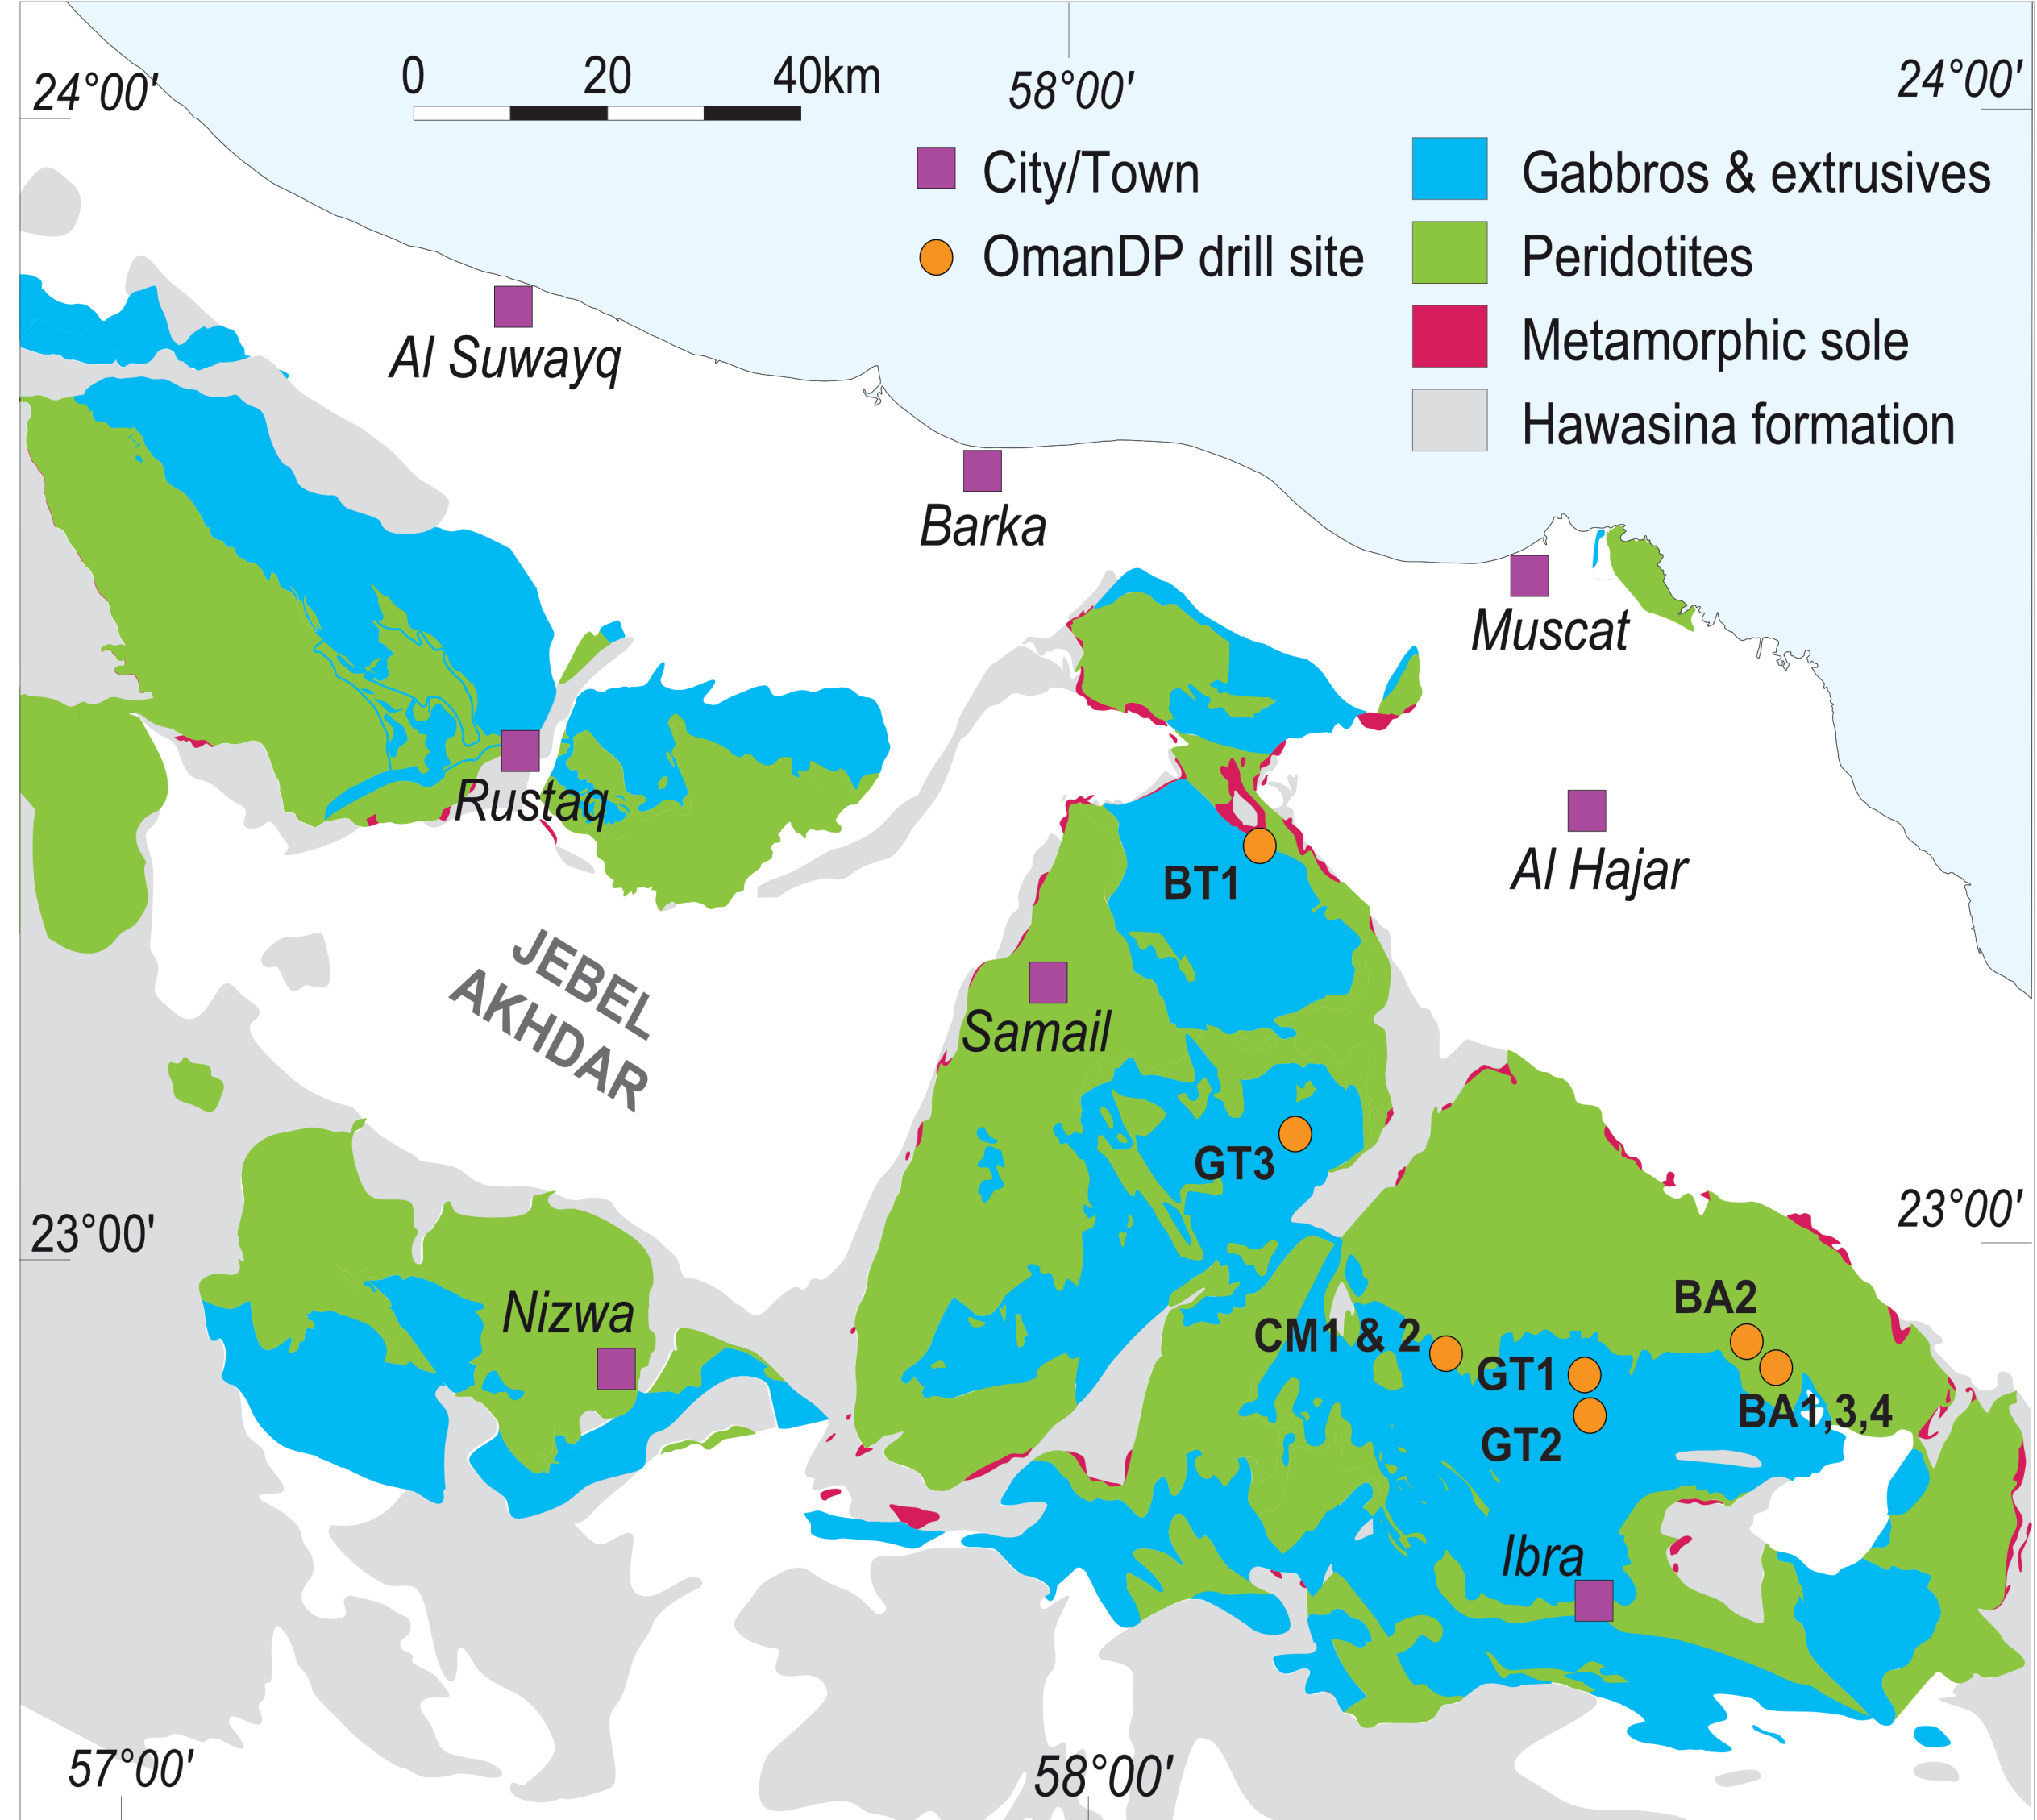 0 20 40km
24°00'
58°00'
24°00'
City/Town
OmanDP drill site
Gabbros & extrusives
Peridotites
Metamorphic sole
Hawasina formation
Al Suwayq
Barka
Muscat
Rustaq
Al Hajar
BT1
JEBEL
AKHDAR
Samail
GT3
23°00'
23°00'
Nizwa
CM1 & 2
BA2
GT1
BA1,3,4
GT2
Ibra
57°00'
58°00'